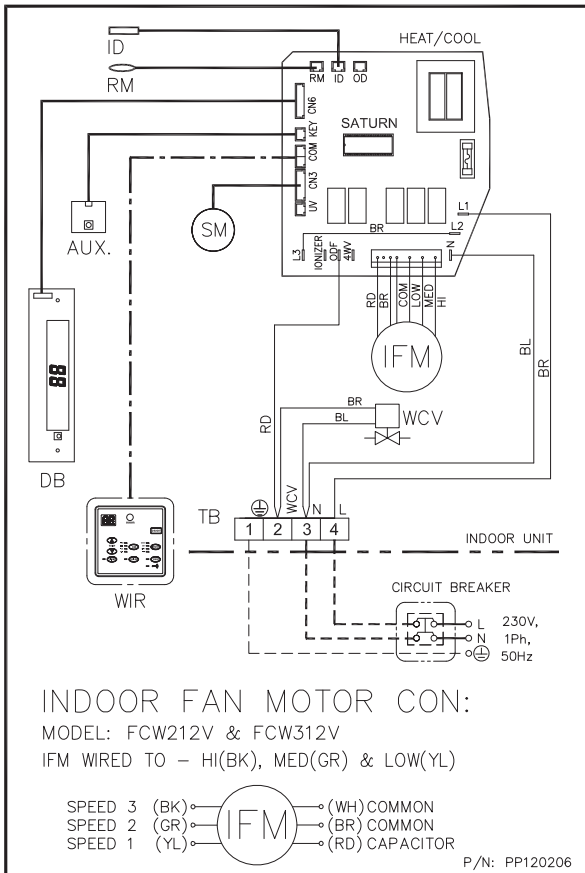 ID
RM
HEAT/COOL
RM ID OD
CN6
KEY
COM
CN3
UV
SATURN
AUX.
SM
L1
BR
L2
L3
IONIZER
ODF
4WV
N
RD
BR
COM
LOW
MED
HI
IFM
BL
BR
88
DB
RD
BR
BL
WCV
WCV
N
L
TB
1 2 3 4
WIR
INDOOR UNIT
CIRCUIT BREAKER
L 230V,
N 1Ph,
50Hz
INDOOR FAN MOTOR CON:
MODEL: FCW212V & FCW312V
IFM WIRED TO – HI(BK), MED(GR) & LOW(YL)
SPEED 3 (BK) (WH) COMMON
SPEED 2 (GR) IFM (BR) COMMON
SPEED 1 (YL) (RD) CAPACITOR
P/N: PP120206